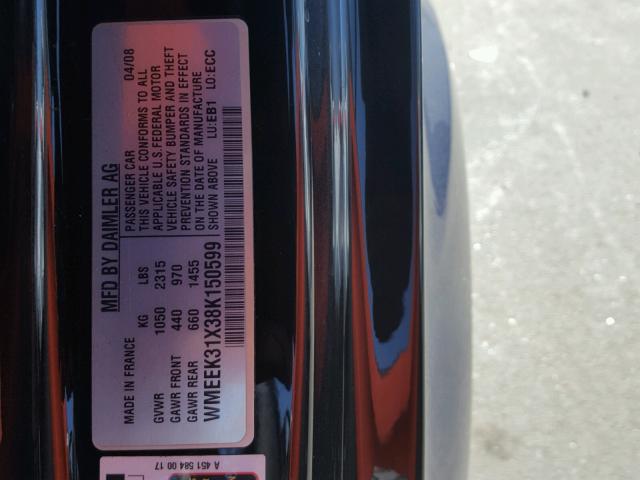 MFD BY DAIMLER AG
PASSENGER CAR 04/08
THIS VEHICLE CONFORMS TO ALL
APPLICABLE U.S. FEDERAL MOTOR
VEHICLE SAFETY BUMPER AND THEFT
PREVENTION STANDARDS IN EFFECT
ON THE DATE OF MANUFACTURE
SHOWN ABOVE LU:EB1 LO:ECC
MADE IN FRANCE KG LBS
GVWR 1050 2315
GAWR FRONT 440 970
GAWR REAR 660 1455
WMEEK31X38K150599
A 451 584 00 17